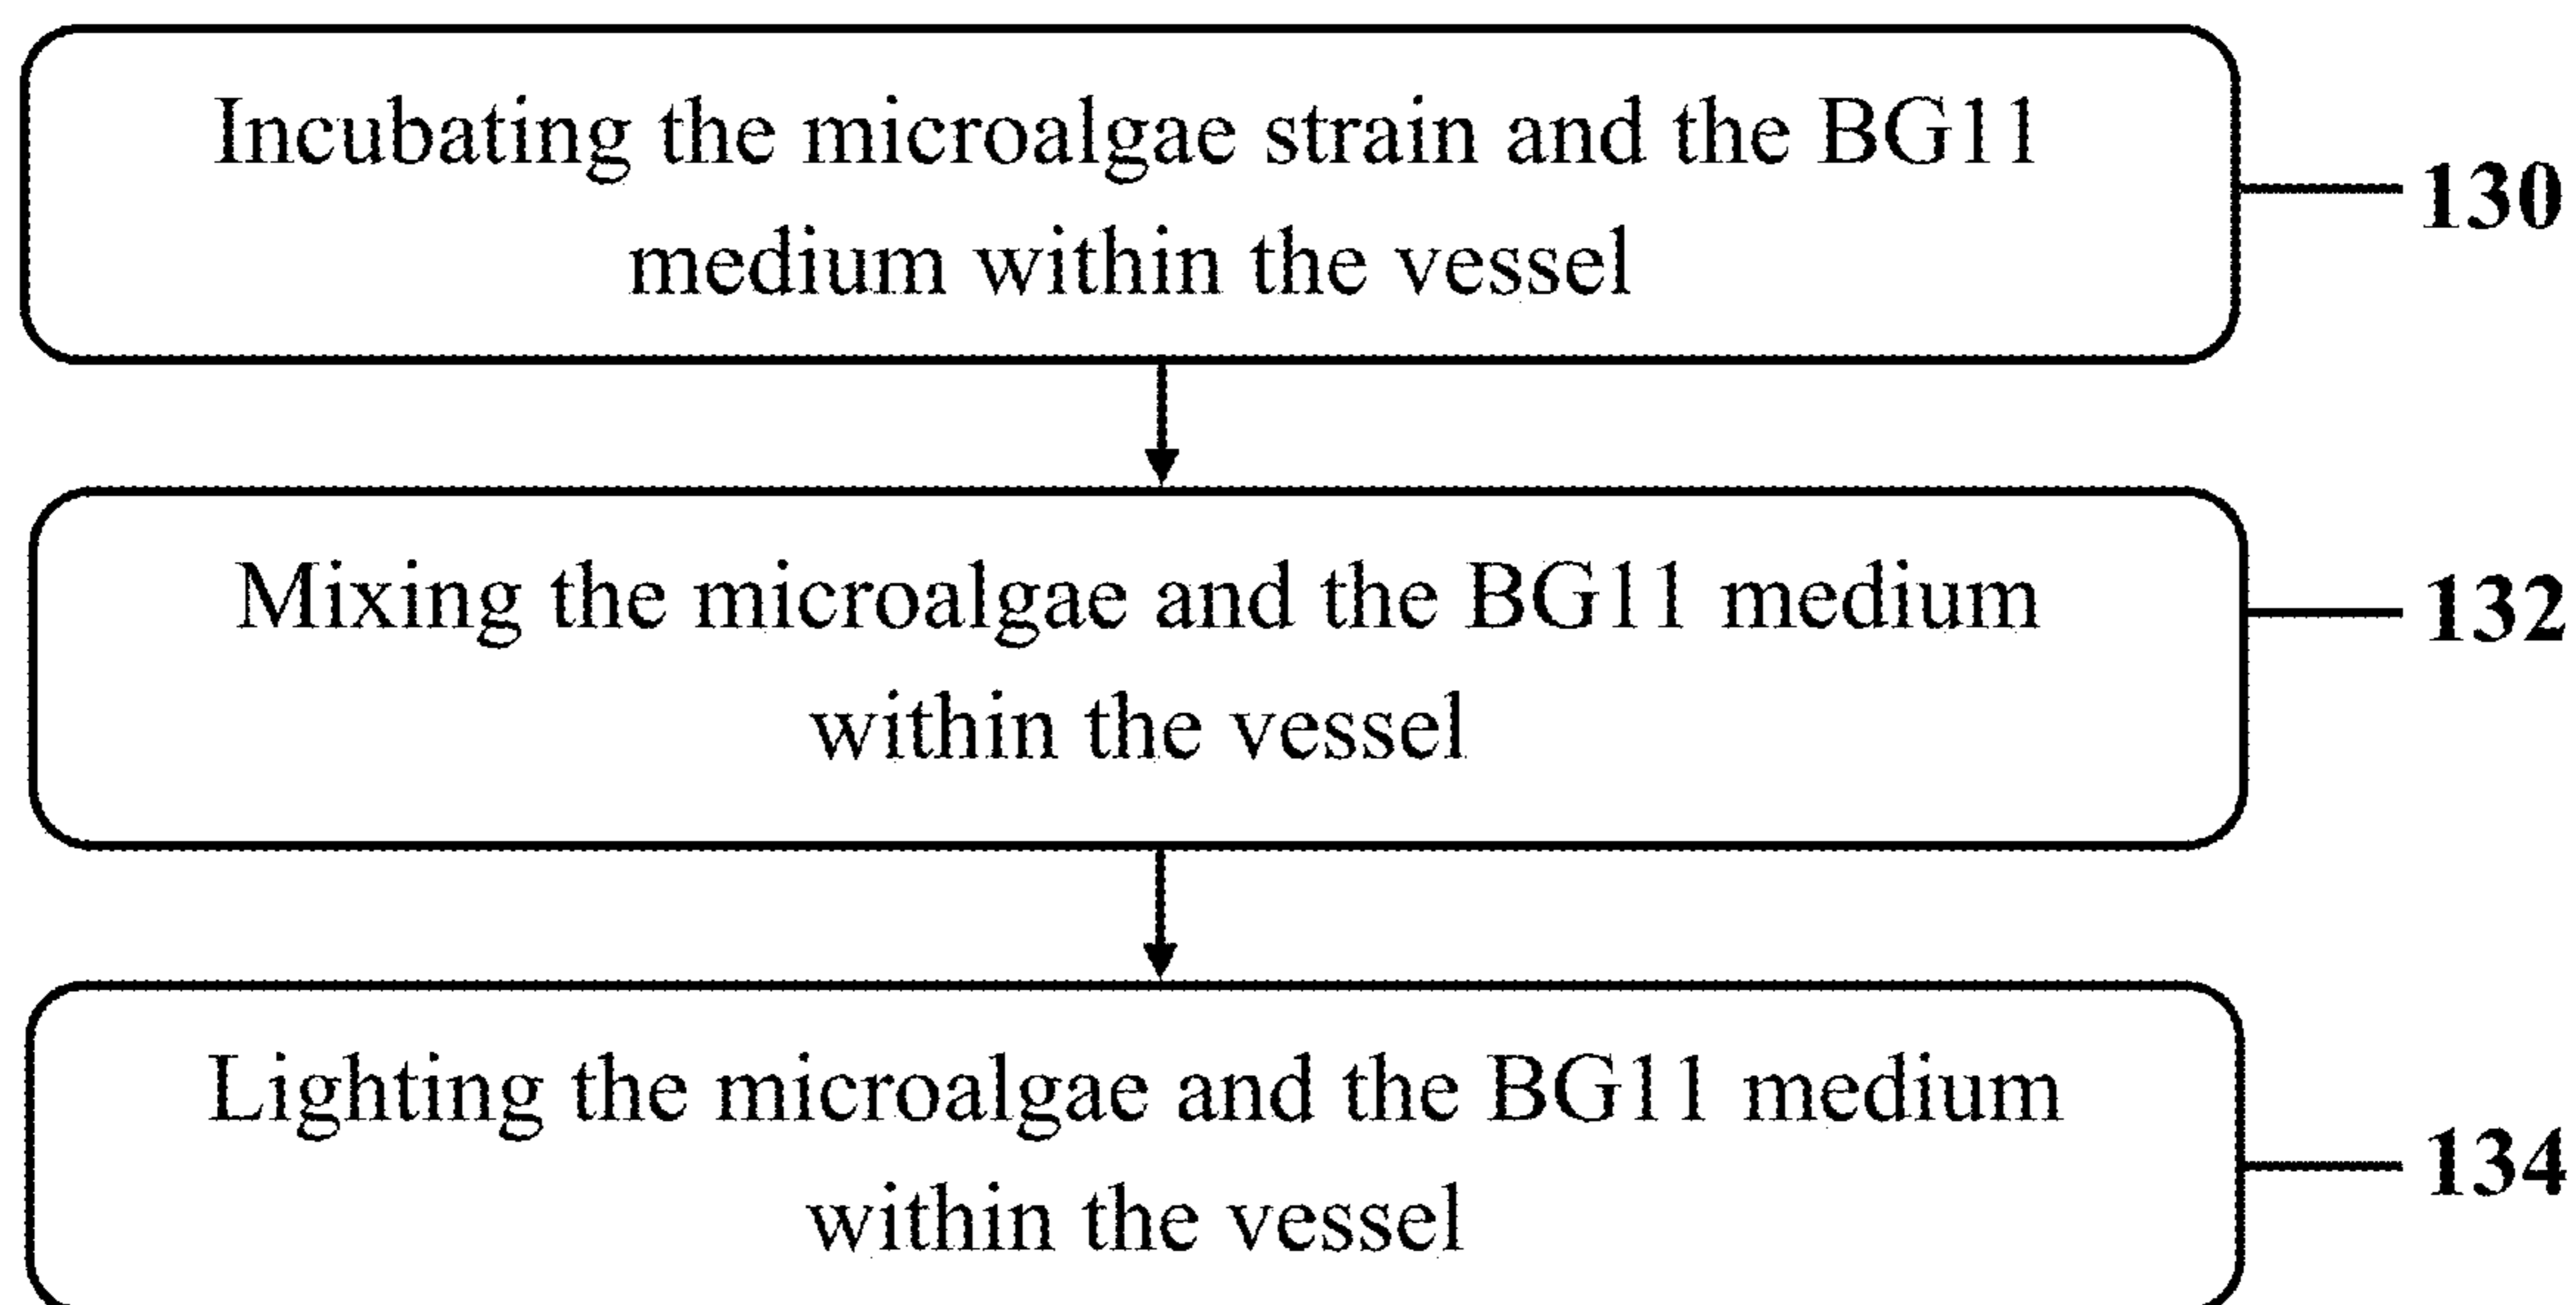 Incubating the microalgae strain and the BG11
medium within the vessel
130
Mixing the microalgae and the BG11 medium
within the vessel
132
Lighting the microalgae and the BG11 medium
within the vessel
134